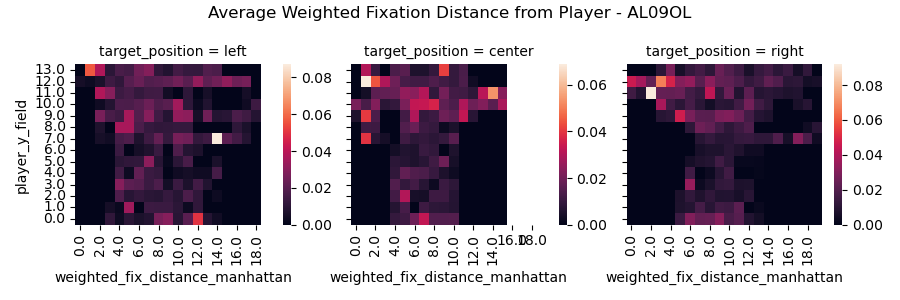 Average Weighted Fixation Distance from Player - AL09OL
target_position = left
target_position = center
target_position = right
player_y_field
13.0
12.0
11.0
10.0
9.0
8.0
7.0
6.0
5.0
4.0
3.0
2.0
1.0
0.0
0.0 2.0 4.0 6.0 8.0 10.0 12.0 14.0 16.0 18.0
weighted_fix_distance_manhattan
0.08
0.06
0.04
0.02
0.00
0.0 2.0 4.0 6.0 8.0 10.0 12.0 14.0 16.0 18.0
weighted_fix_distance_manhattan
0.06
0.04
0.02
0.00
0.0 2.0 4.0 6.0 8.0 10.0 12.0 14.0 16.0 18.0
weighted_fix_distance_manhattan
0.08
0.06
0.04
0.02
0.00